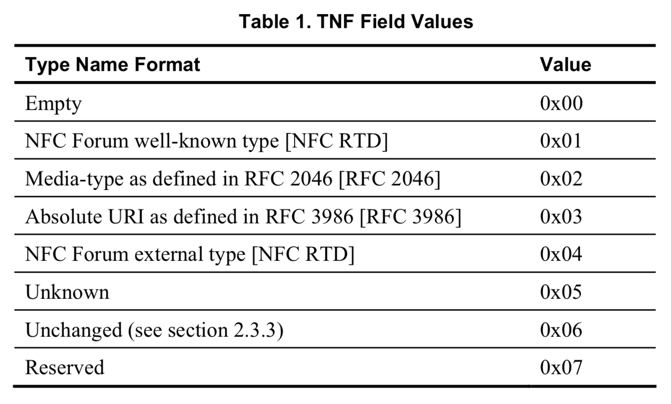 Table 1. TNF Field Values
Type Name Format Value
Empty 0x00
NFC Forum well-known type [NFC RTD] 0x01
Media-type as defined in RFC 2046 [RFC 2046] 0x02
Absolute URI as defined in RFC 3986 [RFC 3986] 0x03
NFC Forum external type [NFC RTD] 0x04
Unknown 0x05
Unchanged (see section 2.3.3) 0x06
Reserved 0x07